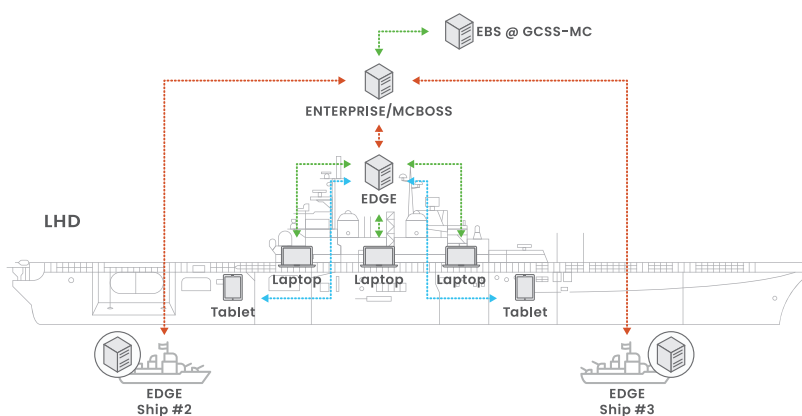 EBS @ GCSS-MC
ENTERPRISE/MCBOSS
EDGE
LHD
Laptop
Laptop
Laptop
Tablet
Tablet
EDGE
Ship #2
EDGE
Ship #3